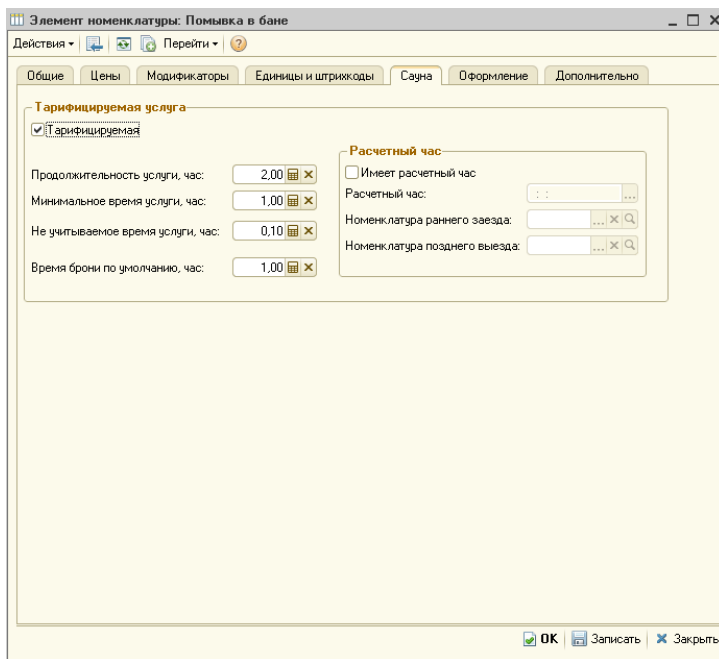 Элемент номенклатуры: Помывка в бане
Действия Перейти
Общие Цены Модификаторы Единицы и штрихкоды Сауна Оформление Дополнительно
Тарифицируемая услуга
Тарифицируемая
Расчетный час
Продолжительность услуги, час: 2,00
Имеет расчетный час
Минимальное время услуги, час: 1,00
Расчетный час: : :
Не учитываемое время услуги, час: 0,10
Номенклатура раннего заезда:
Номенклатура позднего выезда:
Время брони по умолчанию, час: 1,00
OK Записать Закрыть